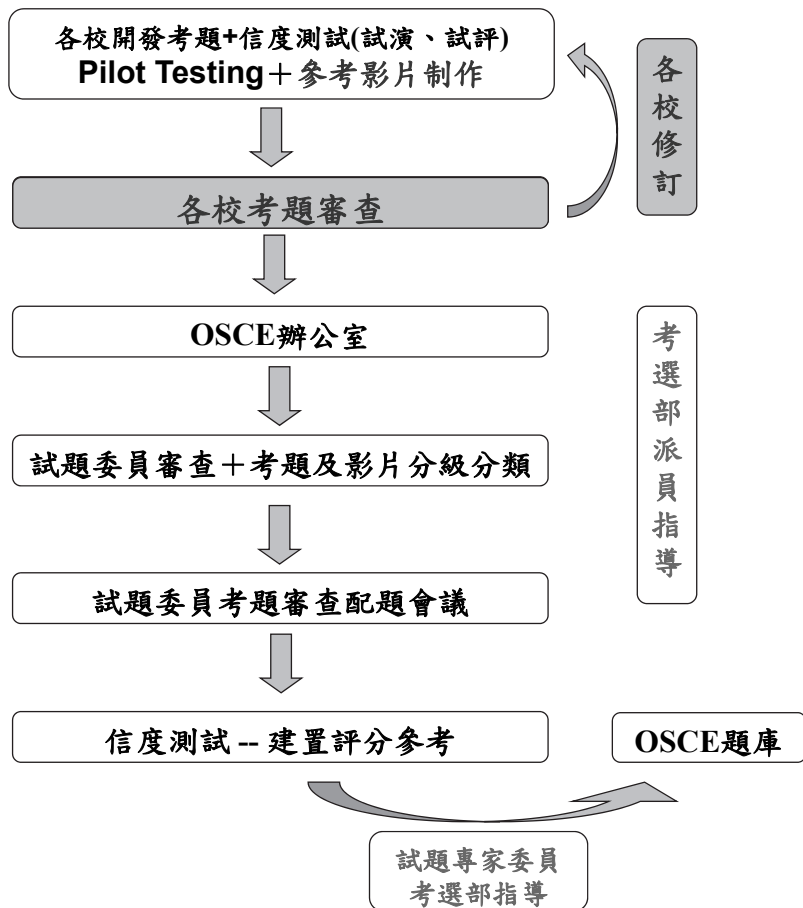 各校開發考題+信度測試(試演、試評)
Pilot Testing＋參考影片制作
各校修訂
各校考題審查
OSCE辦公室
考選部派員指導
試題委員審查＋考題及影片分級分類
試題委員考題審查配題會議
信度測試 -- 建置評分參考
OSCE題庫
試題專家委員
考選部指導